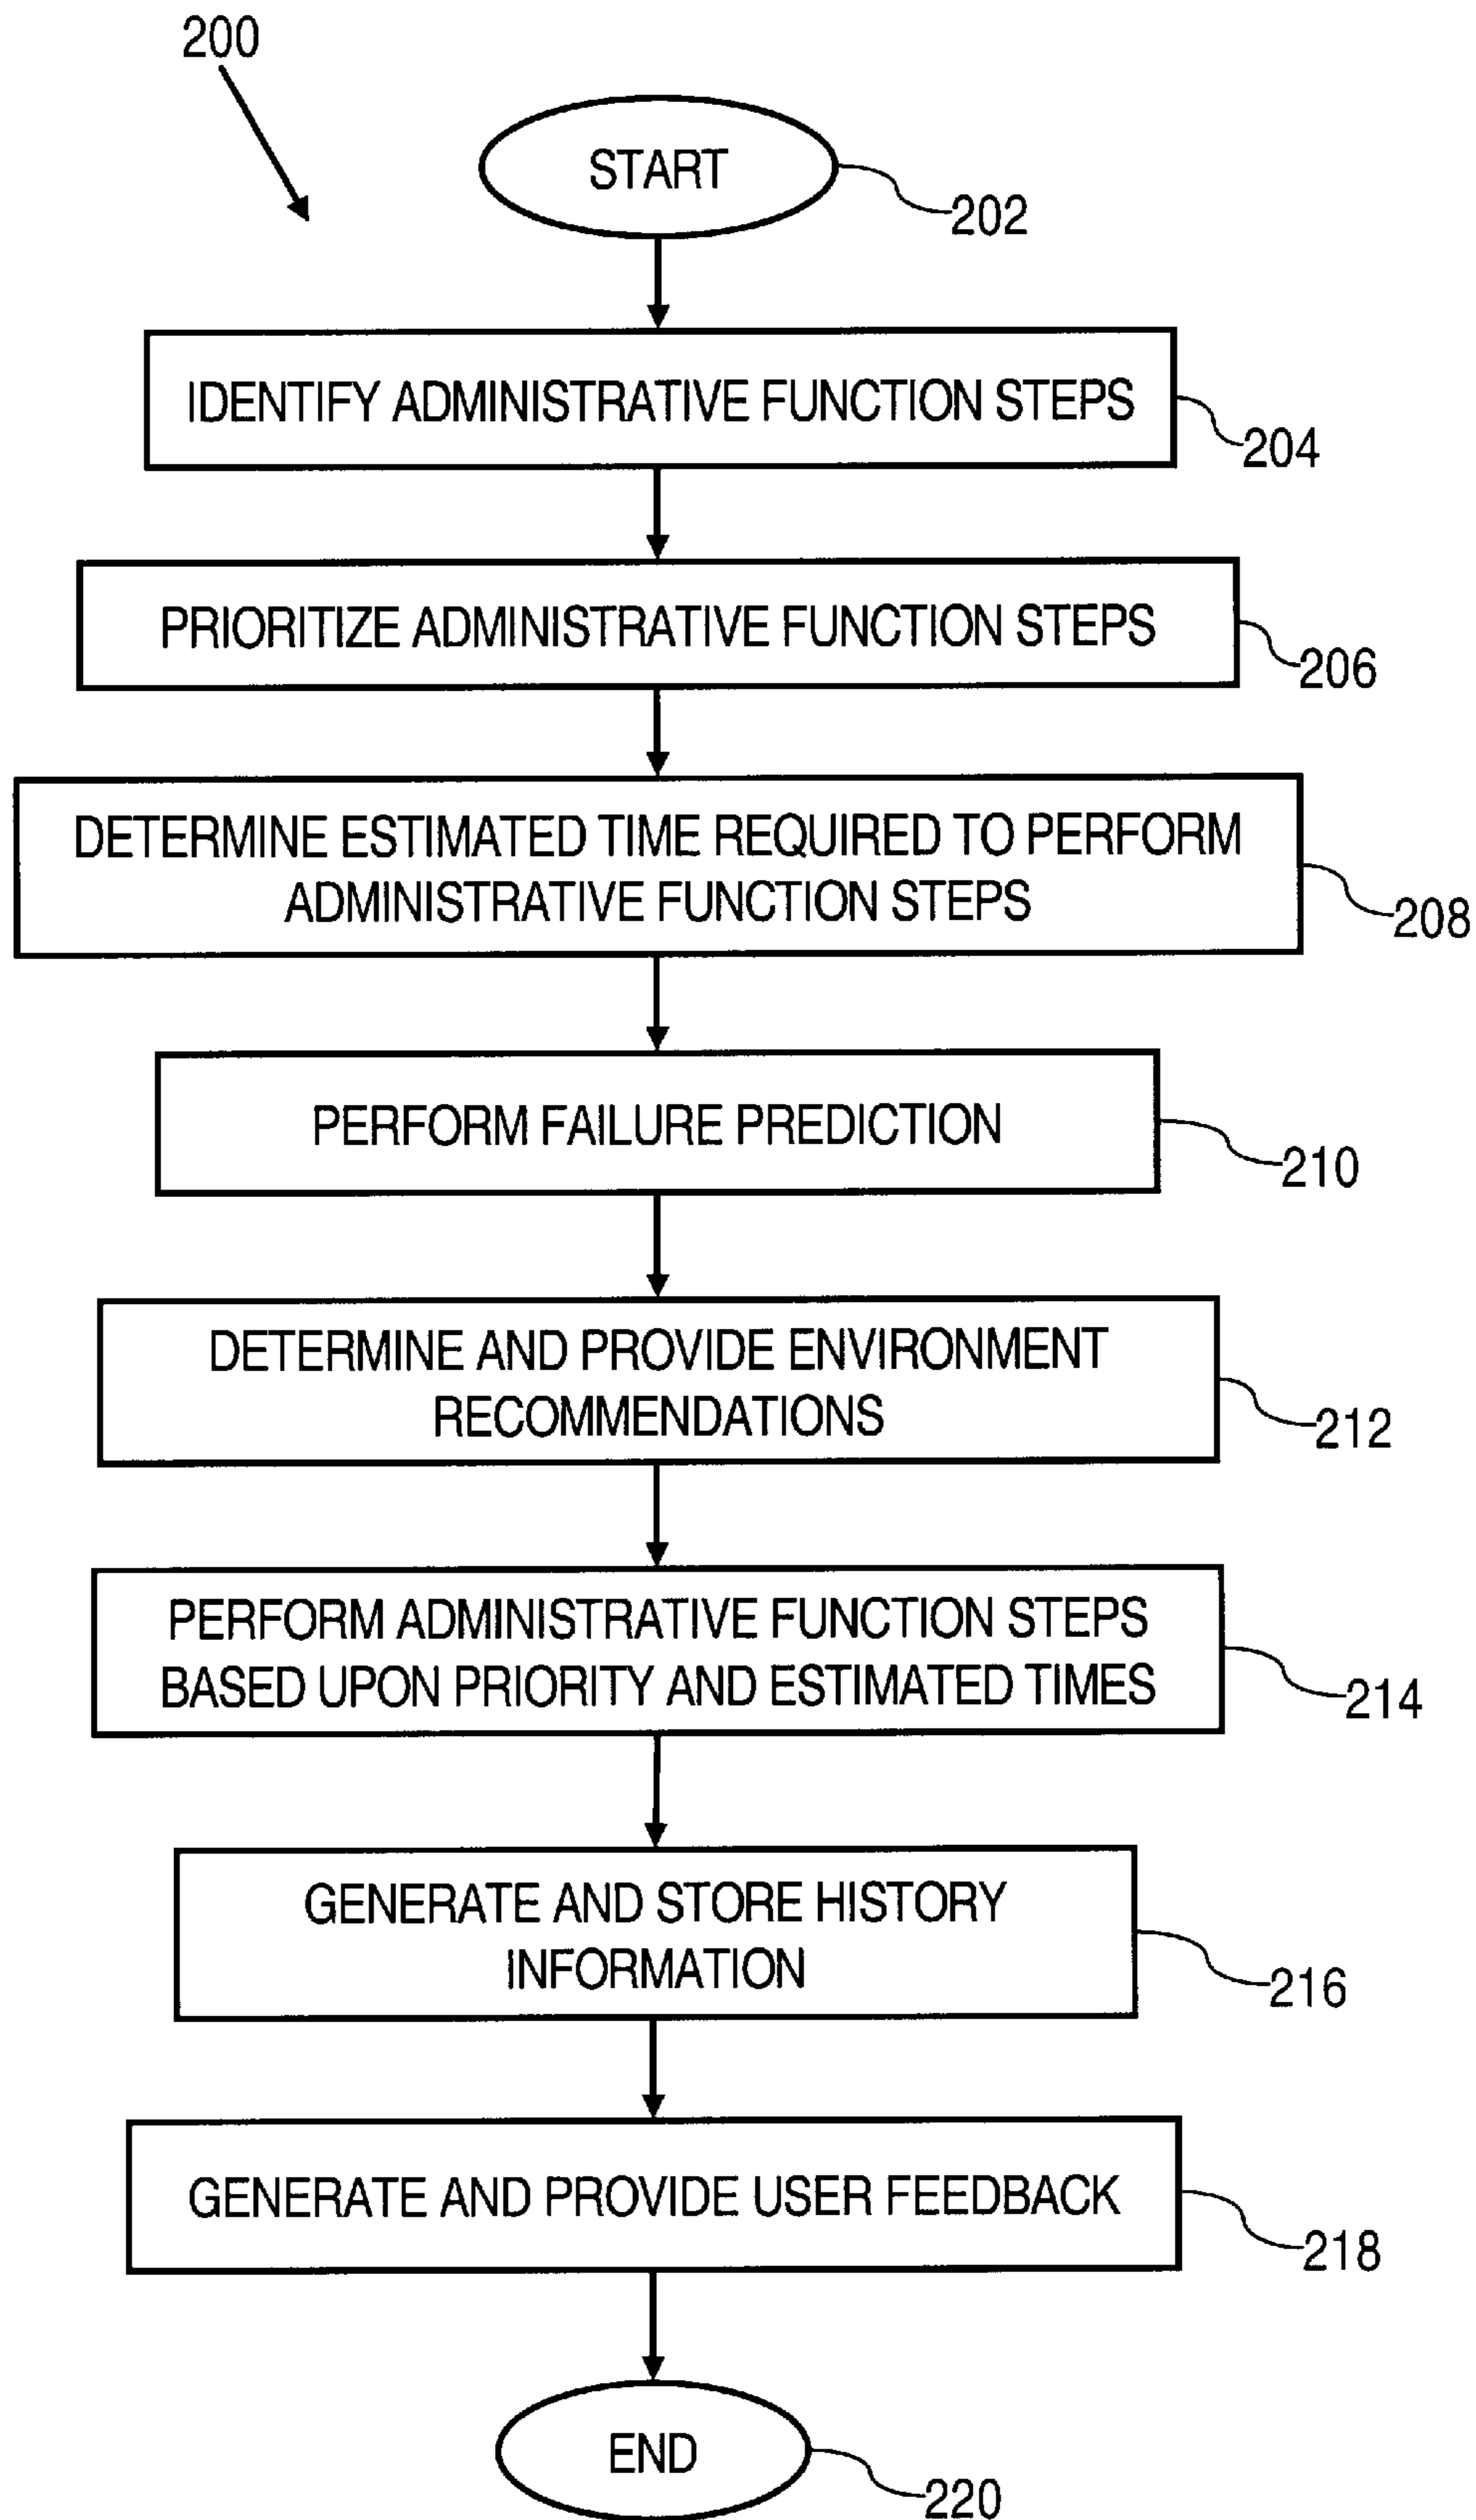 200
START
202
IDENTIFY ADMINISTRATIVE FUNCTION STEPS
204
PRIORITIZE ADMINISTRATIVE FUNCTION STEPS
206
DETERMINE ESTIMATED TIME REQUIRED TO PERFORM
ADMINISTRATIVE FUNCTION STEPS
208
PERFORM FAILURE PREDICTION
210
DETERMINE AND PROVIDE ENVIRONMENT
RECOMMENDATIONS
212
PERFORM ADMINISTRATIVE FUNCTION STEPS
BASED UPON PRIORITY AND ESTIMATED TIMES
214
GENERATE AND STORE HISTORY
INFORMATION
216
GENERATE AND PROVIDE USER FEEDBACK
218
END
220